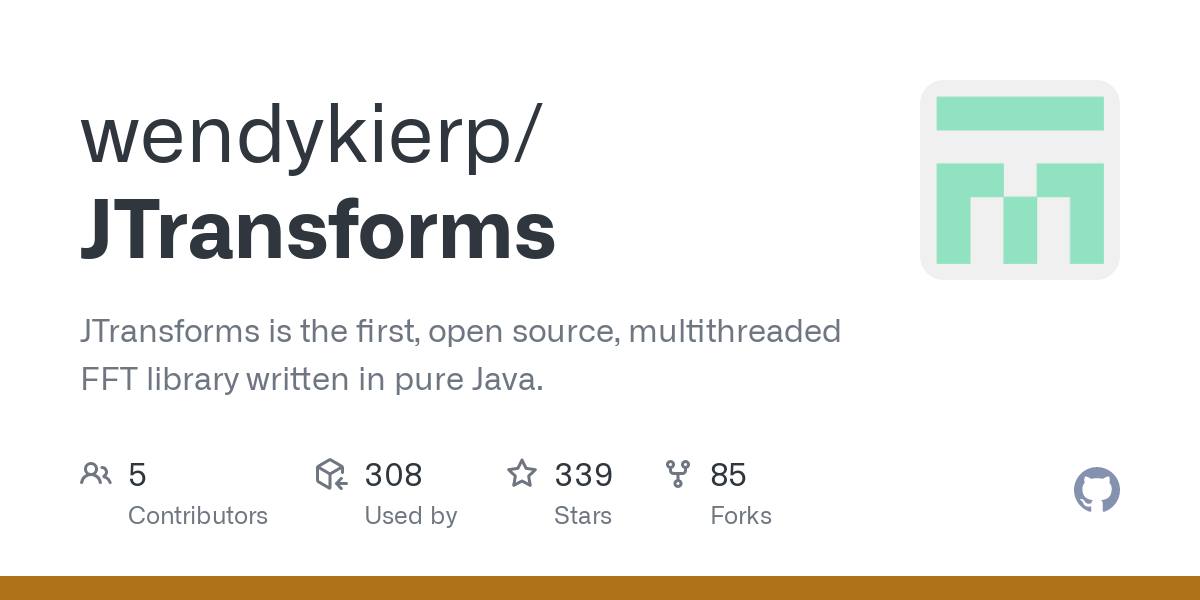 wendykierp/
JTransforms
JTransforms is the first, open source, multithreaded
FFT library written in pure Java.
5 308 339 85
Contributors Used by Stars Forks